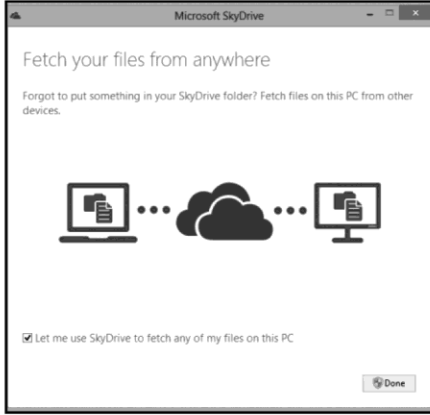 Microsoft SkyDrive
Fetch your files from anywhere
Forgot to put something in your SkyDrive folder? Fetch files on this PC from other
devices.
Let me use SkyDrive to fetch any of my files on this PC
Done